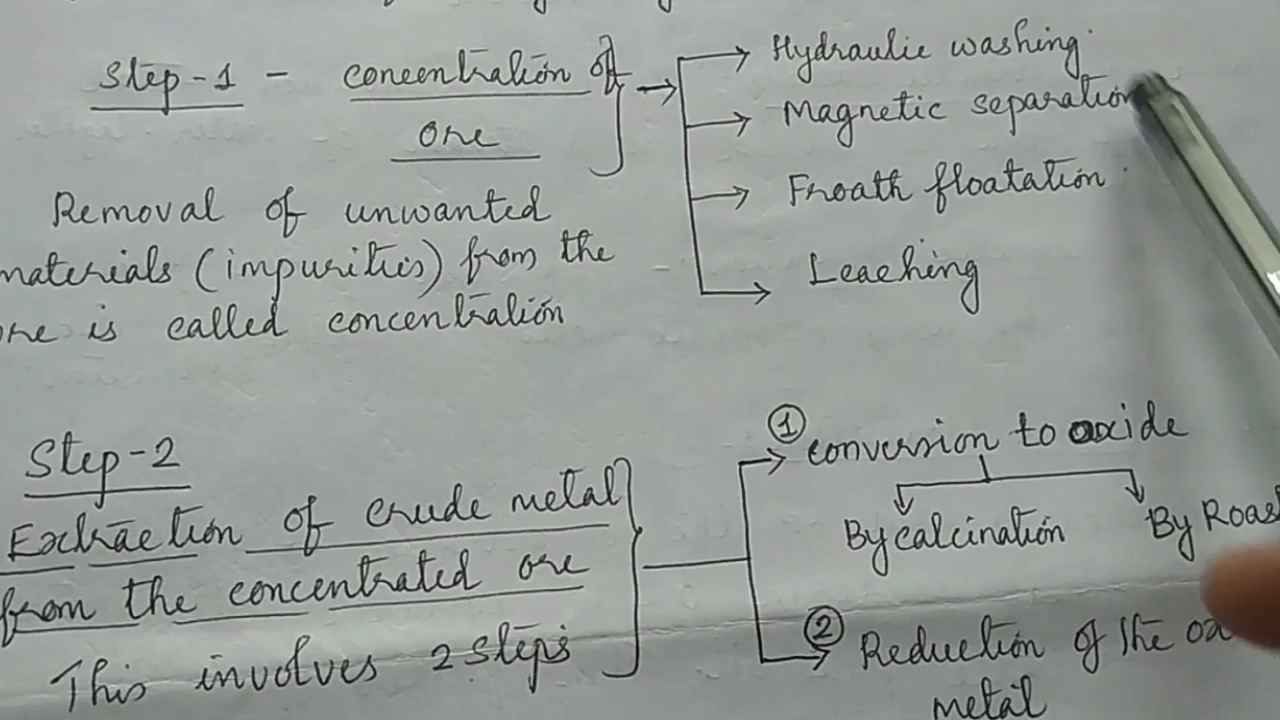 Step-1 - concentration of
ore
Hydraulic washing
Magnetic separation
Froath floatation
Leaching
Removal of unwanted
materials (impurities) from the
ore is called concentration
Step-2
Extraction of crude metal
from the concentrated ore
This involves 2 steps
① conversion to oxide
By calcination
By Roas
② Reduction of the
metal